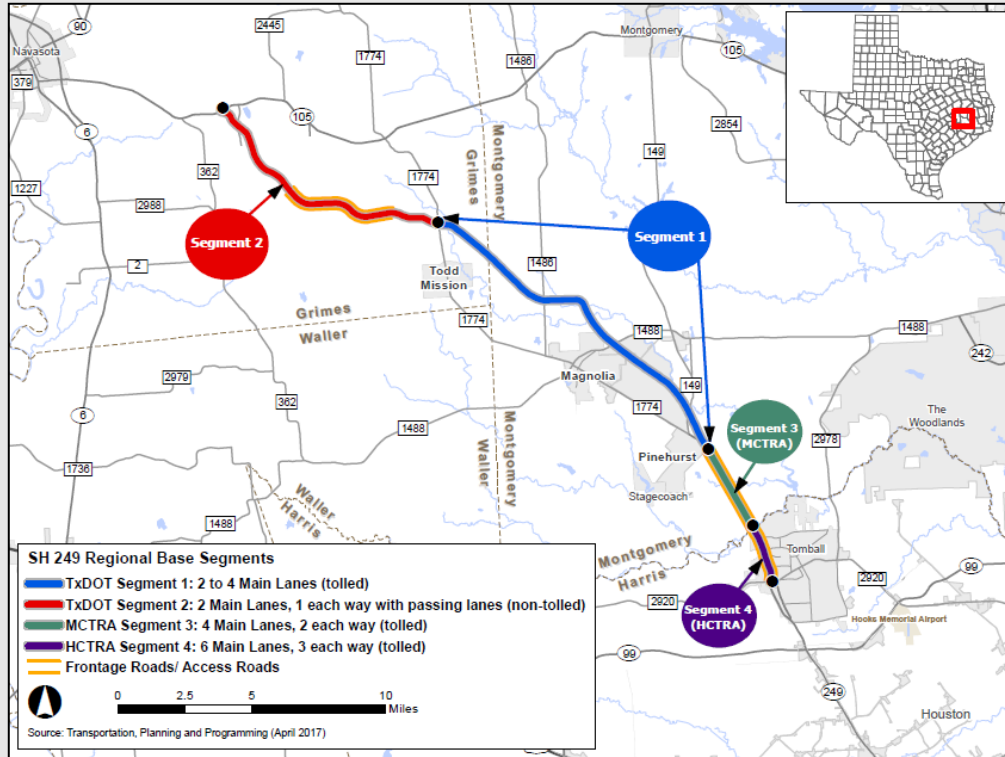 90
2445
Navasota
1774
1486
Montgomery
105
379
6
105
2854
149
362
1774
Grimes
Montgomery
1227
2988
Segment 2
Segment 1
2
Todd
Mission
1486
Grimes
Waller
1774
1488
1488
242
2979
Magnolia
149
6
362
1774
The
Woodlands
1488
Segment 3
(MCTRA)
2978
Montgomery
Waller
1736
Pinehurst
Stagecoach
Waller
Harris
1488
Montgomery
Harris
Tomball
99
2920
2920
Segment 4
(HCTRA)
Hooks Memorial Airport
99
249
Houston
SH 249 Regional Base Segments
TxDOT Segment 1: 2 to 4 Main Lanes (tolled)
TxDOT Segment 2: 2 Main Lanes, 1 each way with passing lanes (non-tolled)
MCTRA Segment 3: 4 Main Lanes, 2 each way (tolled)
HCTRA Segment 4: 6 Main Lanes, 3 each way (tolled)
Frontage Roads/ Access Roads
0 2.5 5 10
Miles
Source: Transportation, Planning and Programming (April 2017)